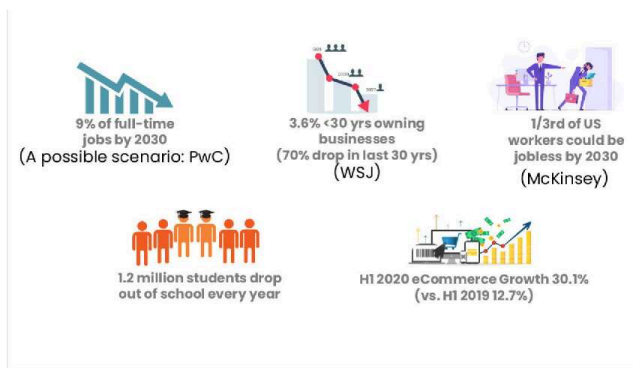 9% of full-time
jobs by 2030
(A possible scenario: PwC)
3.6% <30 yrs owning
businesses
(70% drop in last 30 yrs)
(WSJ)
1/3rd of US
workers could be
jobless by 2030
(McKinsey)
1.2 million students drop
out of school every year
H1 2020 eCommerce Growth 30.1%
(vs. H1 2019 12.7%)